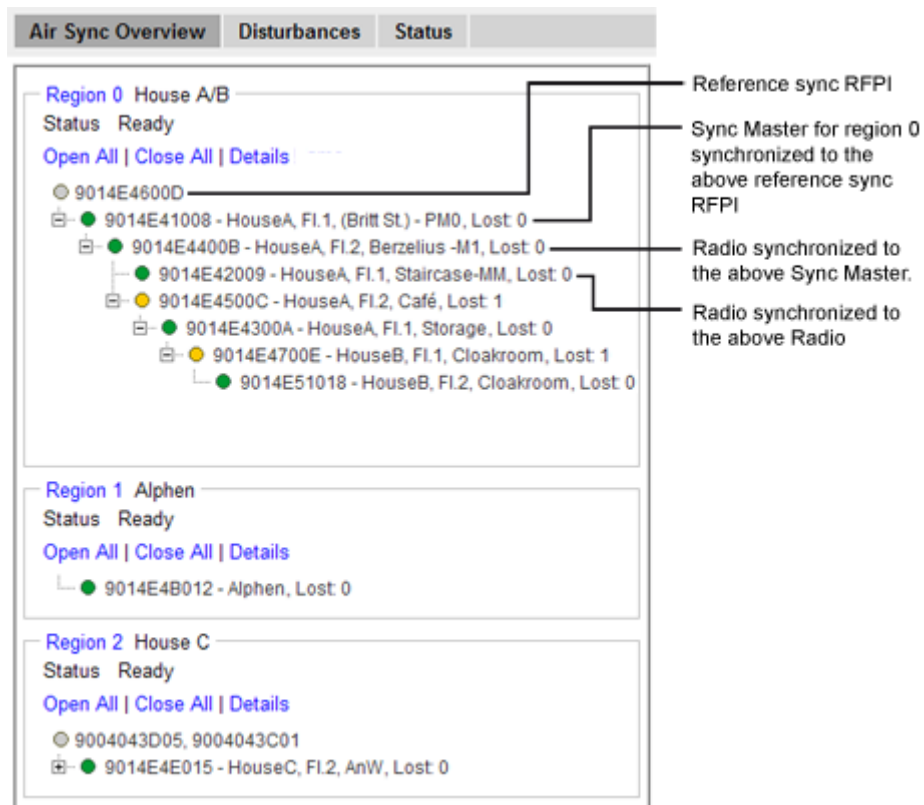 Air Sync Overview Disturbances Status
Region 0 House A/B
Status Ready
Open All | Close All | Details
9014E4600D
9014E41008 - HouseA, Fl.1, (Britt St.) - PM0, Lost: 0
9014E4400B - HouseA, Fl.2, Berzelius -M1, Lost: 0
9014E42009 - HouseA, Fl.1, Staircase-MM, Lost: 0
9014E4500C - HouseA, Fl.2, Café, Lost: 1
9014E4300A - HouseA, Fl.1, Storage, Lost: 0
9014E4700E - HouseB, Fl.1, Cloakroom, Lost: 1
9014E51018 - HouseB, Fl.2, Cloakroom, Lost: 0
Region 1 Alphen
Status Ready
Open All | Close All | Details
9014E4B012 - Alphen, Lost: 0
Region 2 House C
Status Ready
Open All | Close All | Details
9004043D05, 9004043C01
9014E4E015 - HouseC, Fl.2, AnW, Lost: 0
Reference sync RFPI
Sync Master for region 0
synchronized to the
above reference sync
RFPI
Radio synchronized to
the above Sync Master.
Radio synchronized to
the above Radio